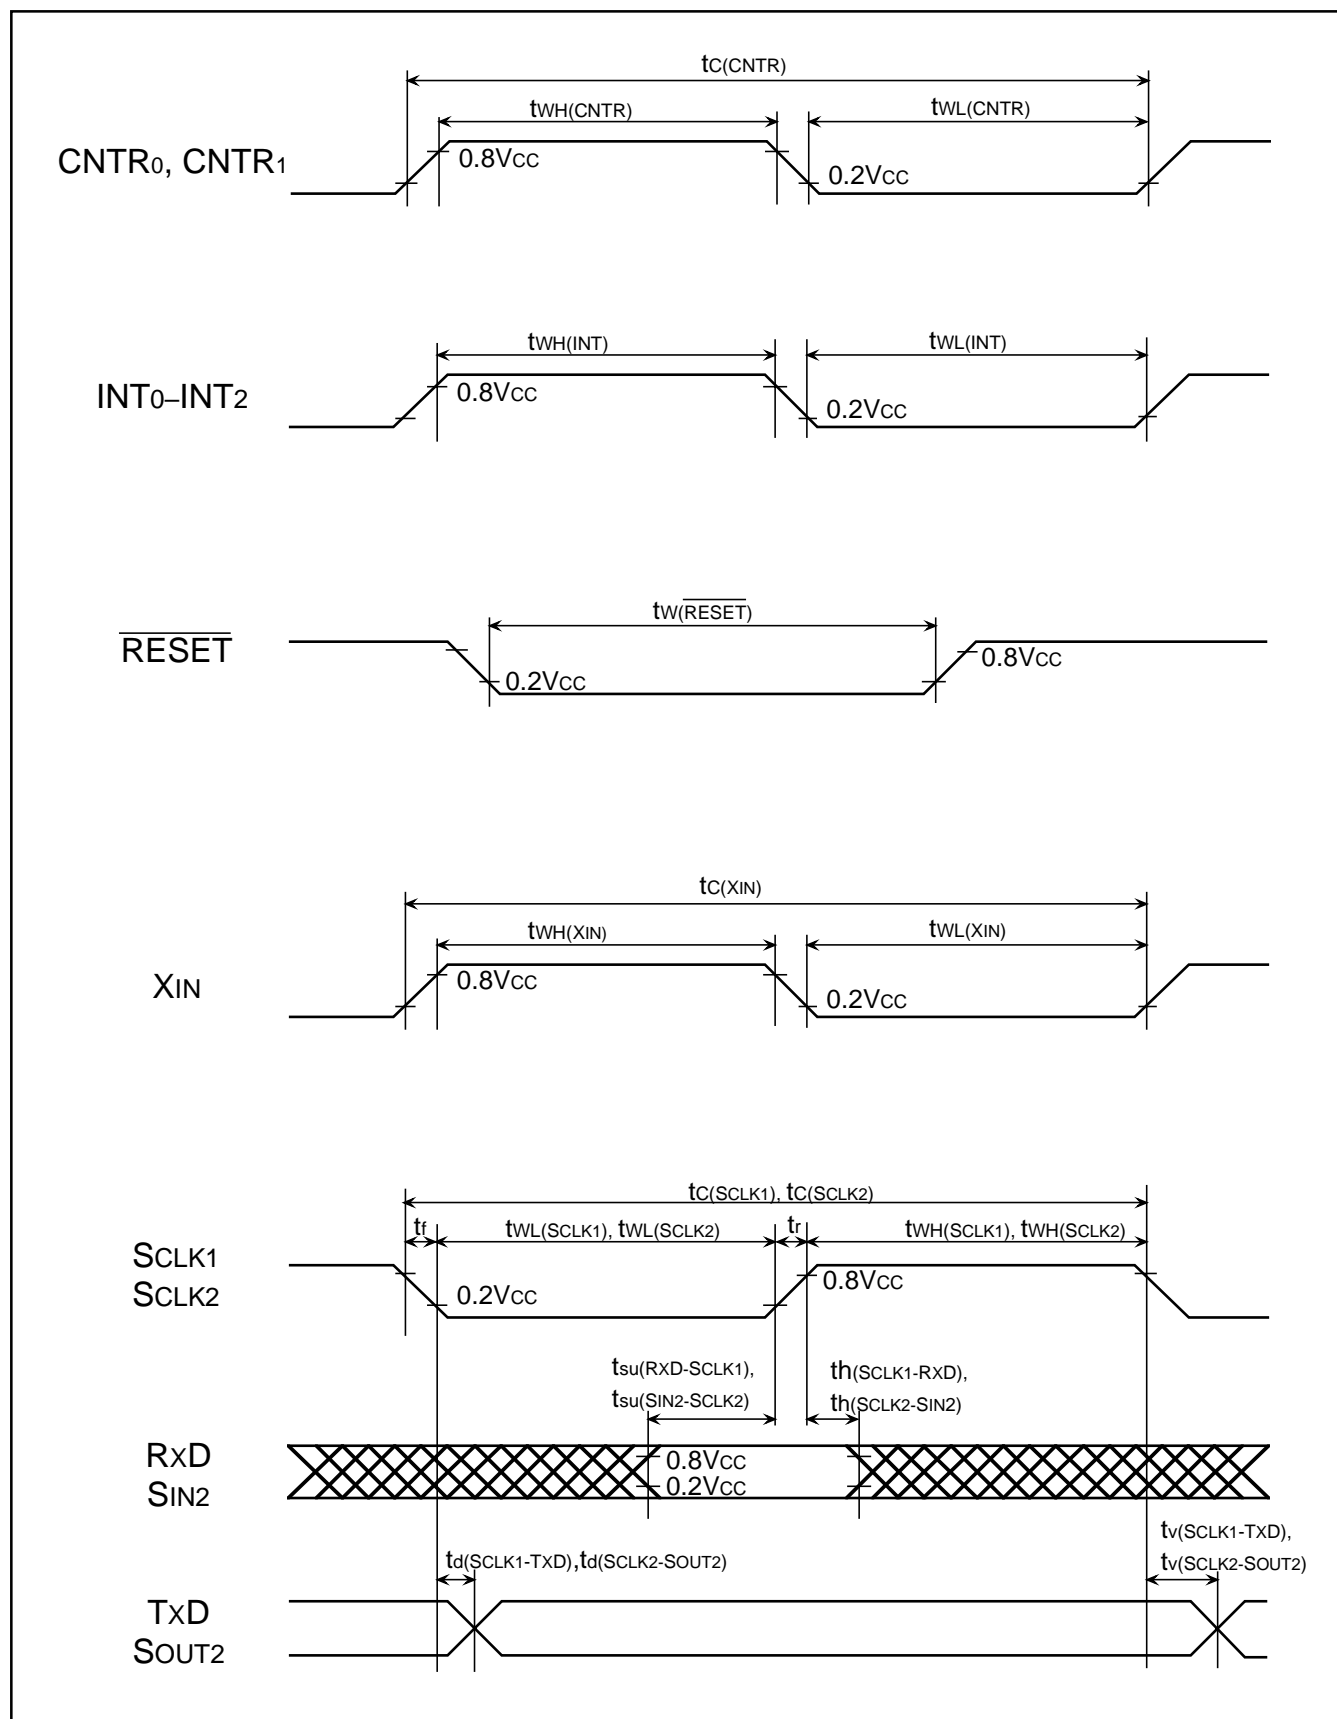 tC(CNTR)
tWH(CNTR)
tWL(CNTR)
CNTR0, CNTR1
0.8VCC
0.2VCC
tWH(INT)
tWL(INT)
INT0–INT2
0.8VCC
0.2VCC
tW(RESET)
RESET
0.8VCC
0.2VCC
tC(XIN)
tWH(XIN)
tWL(XIN)
XIN
0.8VCC
0.2VCC
tC(SCLK1), tC(SCLK2)
tf
tWL(SCLK1), tWL(SCLK2)
tr
tWH(SCLK1), tWH(SCLK2)
SCLK1
SCLK2
0.2VCC
0.8VCC
tsu(RXD-SCLK1),
tsu(SIN2-SCLK2)
th(SCLK1-RXD),
th(SCLK2-SIN2)
RXD
SIN2
0.8VCC
0.2VCC
td(SCLK1-TXD),td(SCLK2-SOUT2)
tv(SCLK1-TXD),
tv(SCLK2-SOUT2)
TXD
SOUT2